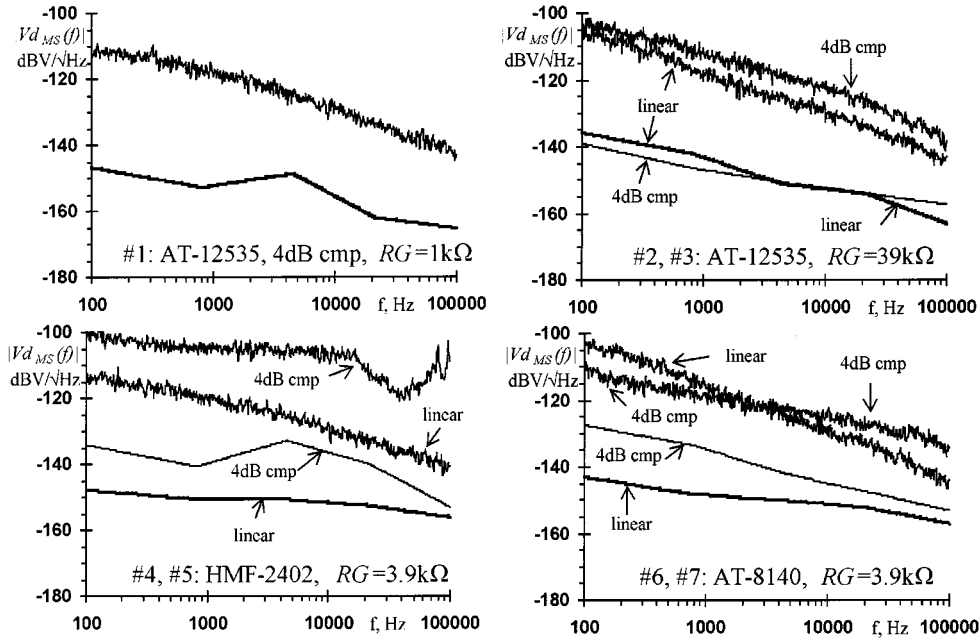 -100
|Vd MS(f)|
dBV/√Hz
-120
-140
-160
-180
#1: AT-12535, 4dB cmp, RG=1kΩ
100 1000 10000 100000
f, Hz
-100
|Vd MS(f)|
dBV/√Hz
-120
-140
-160
-180
4dB cmp
linear
4dB cmp
linear
#2, #3: AT-12535, RG=39kΩ
100 1000 10000 100000
f, Hz
-100
|Vd MS(f)|
dBV/√Hz
-120
-140
-160
-180
4dB cmp
linear
4dB cmp
linear
#4, #5: HMF-2402, RG=3.9kΩ
100 1000 10000 100000
f, Hz
-100
|Vd MS(f)|
dBV/√Hz
-120
-140
-160
-180
linear
4dB cmp
4dB cmp
4dB cmp
linear
#6, #7: AT-8140, RG=3.9kΩ
100 1000 10000 100000
f, Hz